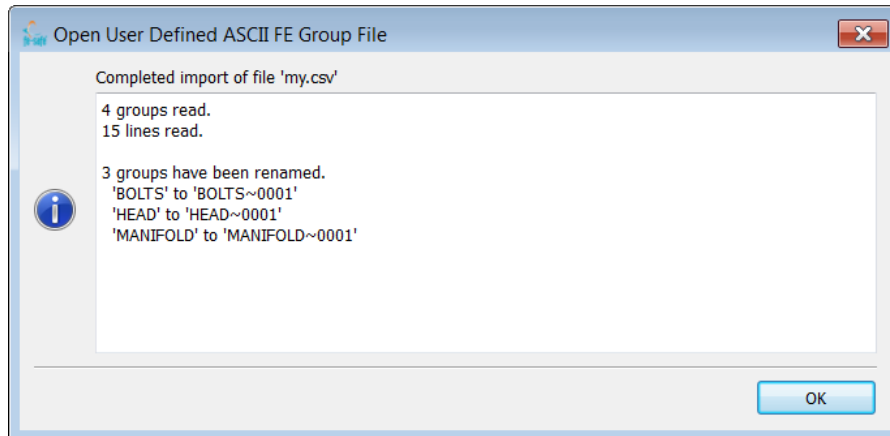 Open User Defined ASCII FE Group File
Completed import of file 'my.csv'
4 groups read.
15 lines read.
3 groups have been renamed.
'BOLTS' to 'BOLTS~0001'
'HEAD' to 'HEAD~0001'
'MANIFOLD' to 'MANIFOLD~0001'
OK